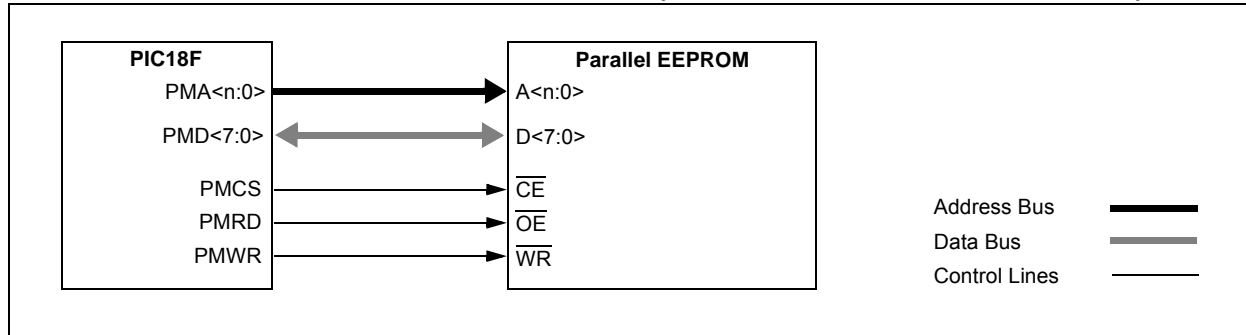 PIC18F
Parallel EEPROM
PMA<n:0>
A<n:0>
PMD<7:0>
D<7:0>
PMCS
CE
PMRD
OE
PMWR
WR
Address Bus
Data Bus
Control Lines